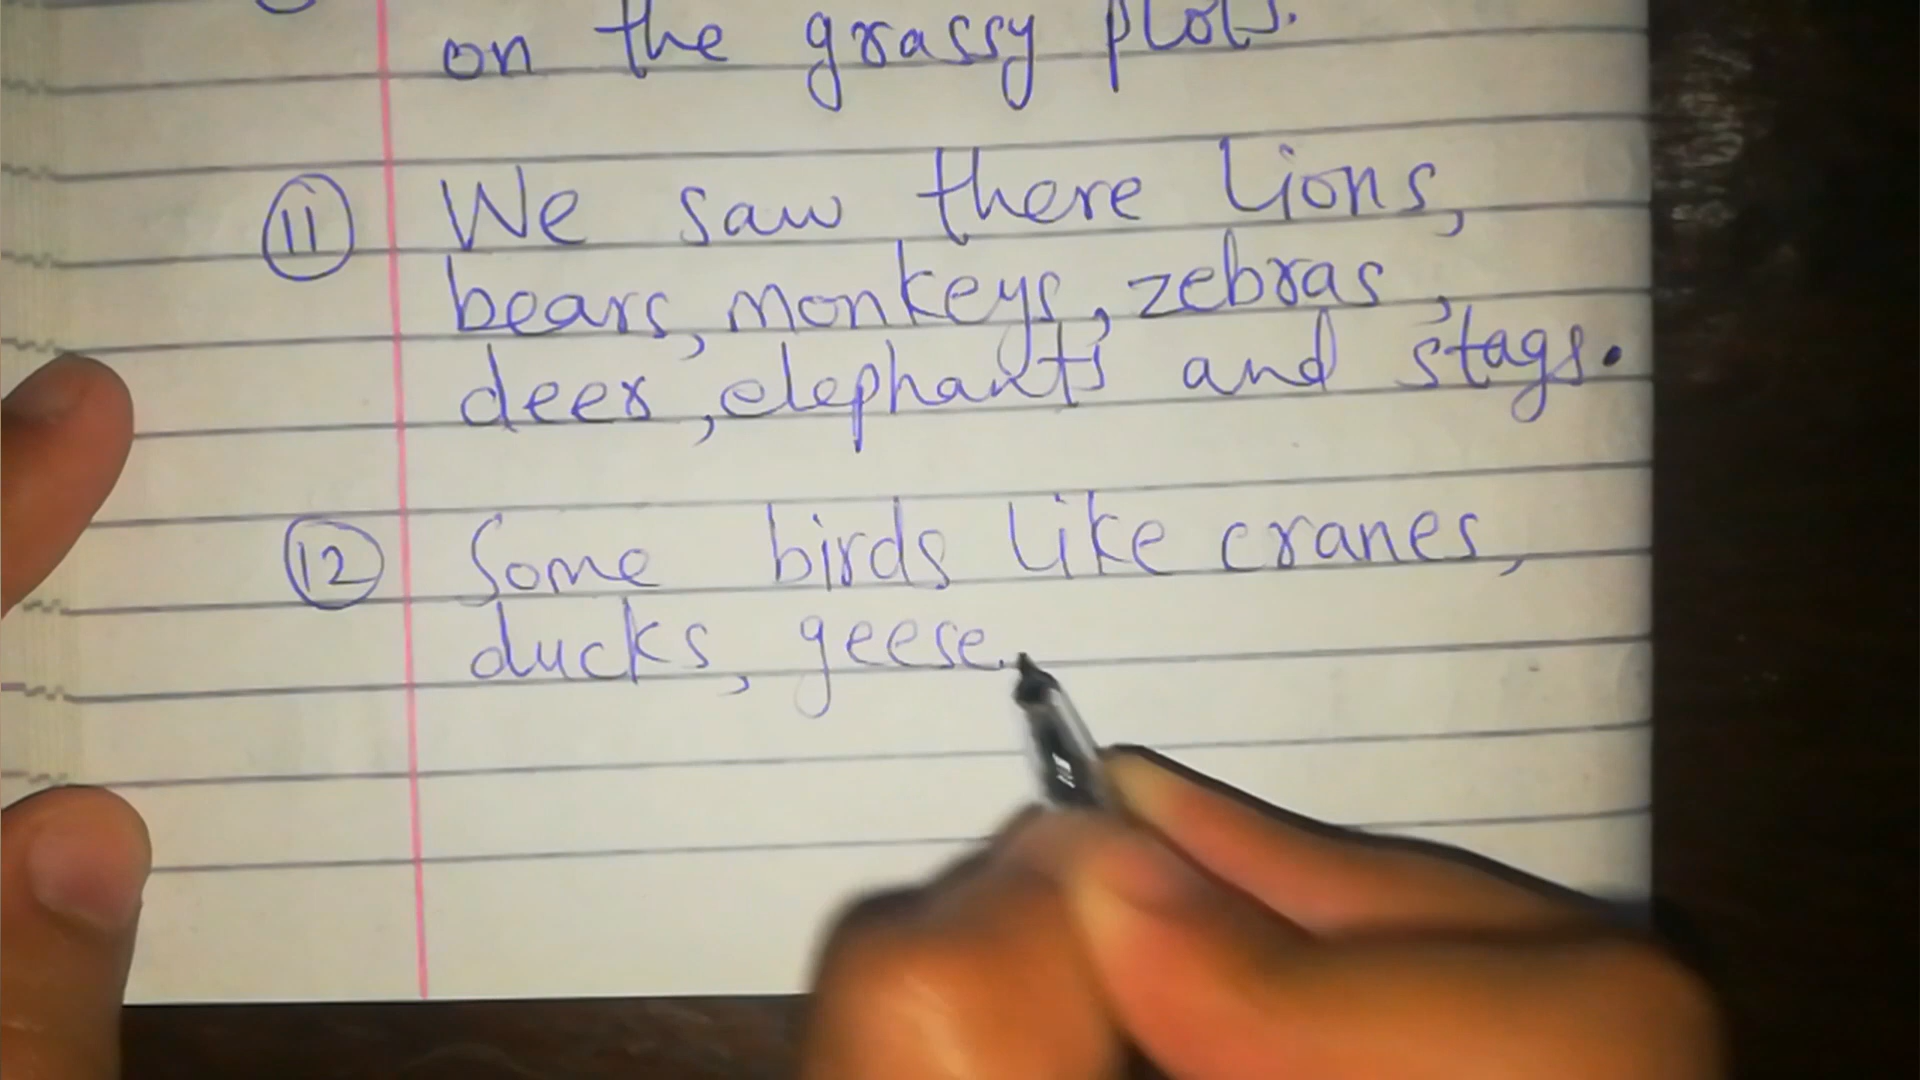 on the grassy plots.
11 We saw there lions,
bears, monkeys, zebras,
deer, elephants and stags.
12 Some birds like cranes,
ducks, geese